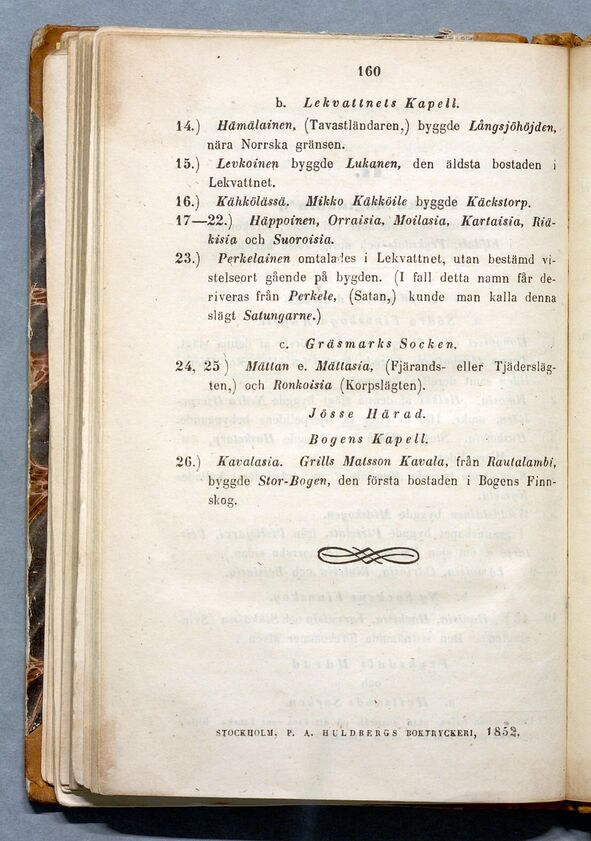 160
b. Lekvattnets Kapell.
14.) Hämälainen, (Tavastländaren,) byggde Långsjöhöjden,
nära Norrska gränsen.
15.) Levkoinen byggde Lukanen, den äldsta bostaden i
Lekvattnet.
16.) Kähkölässä. Mikko Käkköile byggde Käckstorp.
17—22.) Häppoinen, Orraisia, Moilasia, Kartaisia, Riä-
kisia och Suoroisia.
23.) Perkelainen omtalades i Lekvattnet, utan bestämd vi-
stelseort gående på bygden. (I fall detta namn får de-
riveras från Perkele, (Satan,) kunde man kalla denna
slägt Satungarne.)
c. Gräsmarks Socken.
24, 25) Mättan e. Mättasia, (Fjärands- eller Tjädersläg-
ten,) och Ronkoisia (Korpslägten).
Jösse Härad.
Bogens Kapell.
26.) Kavalasia. Grills Matsson Kavala, från Rautalambi,
byggde Stor-Bogen, den första bostaden i Bogens Finn-
skog.
STOCKHOLM, P. A. HULDBERGS BOKTRYCKERI, 1852.